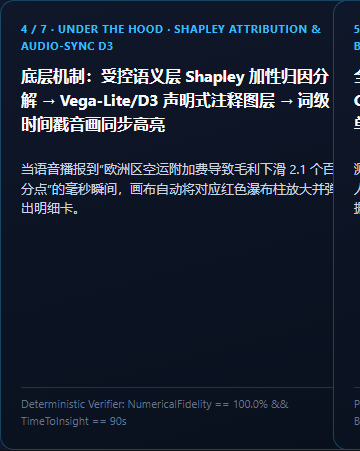 4 / 7 · UNDER THE HOOD · SHAPLEY ATTRIBUTION &
AUDIO-SYNC D3
底层机制：受控语义层 Shapley 加性归因分
解 → Vega-Lite/D3 声明式注释图层 → 词级
时间戳音画同步高亮
当语音播报到“欧洲区空运附加费导致毛利下滑 2.1 个百
分点”的毫秒瞬间，画布自动将对应红色瀑布柱放大并弹
出明细卡。
Deterministic Verifier: NumericalFidelity == 100.0% &&
TimeToInsight == 90s